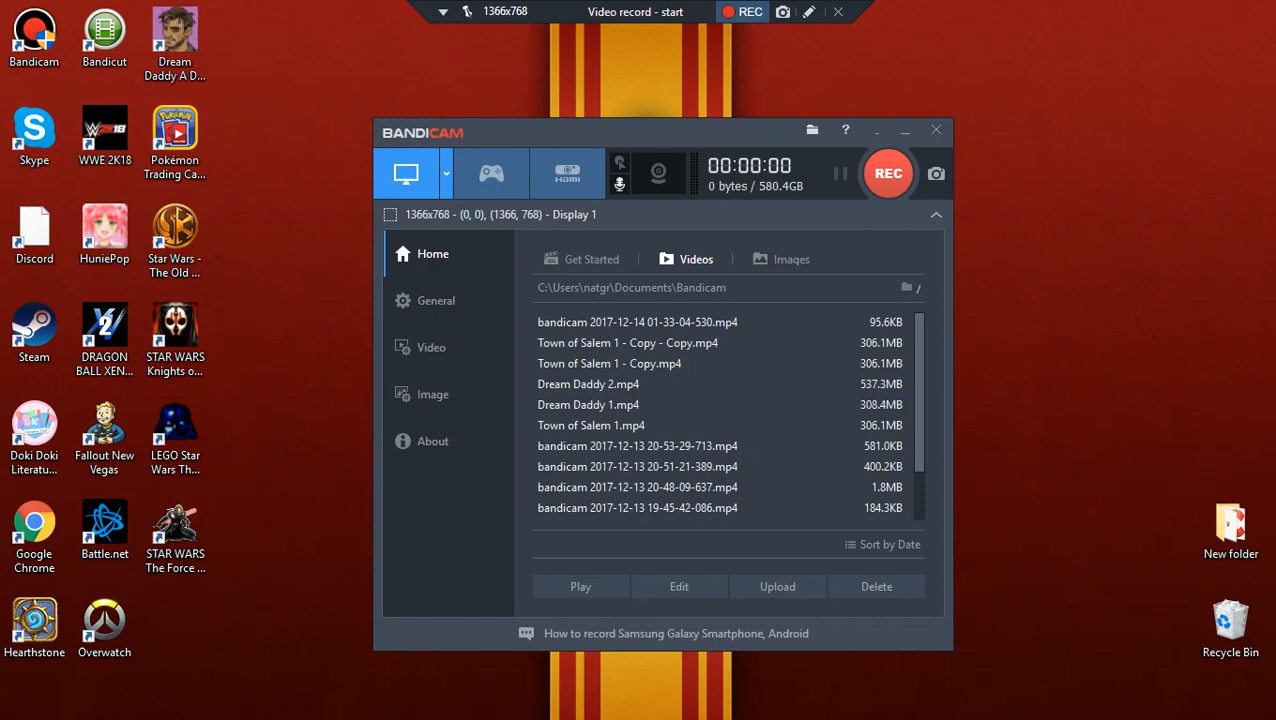 1366x768 Video record - start REC
Bandicam
Bandicut
Dream
Daddy A D...
Skype
WWE 2K18
Pokémon
Trading Ca...
Discord
HuniePop
Star Wars -
The Old ...
Steam
DRAGON
BALL XEN...
STAR WARS
Knights o...
Doki Doki
Literatu...
Fallout New
Vegas
LEGO Star
Wars Th...
Google
Chrome
Battle.net
STAR WARS
The Force ...
Hearthstone
Overwatch
BANDICAM
?
HDMI
00:00:00
0 bytes / 580.4GB
REC
1366x768 - (0, 0), (1366, 768) - Display 1
Home
General
Video
Image
About
Get Started
Videos
Images
C:\Users\natgr\Documents\Bandicam
/
bandicam 2017-12-14 01-33-04-530.mp4 95.6KB
Town of Salem 1 - Copy - Copy.mp4 306.1MB
Town of Salem 1 - Copy.mp4 306.1MB
Dream Daddy 2.mp4 537.3MB
Dream Daddy 1.mp4 308.4MB
Town of Salem 1.mp4 306.1MB
bandicam 2017-12-13 20-53-29-713.mp4 581.0KB
bandicam 2017-12-13 20-51-21-389.mp4 400.2KB
bandicam 2017-12-13 20-48-09-637.mp4 1.8MB
bandicam 2017-12-13 19-45-42-086.mp4 184.3KB
Sort by Date
Play Edit Upload Delete
How to record Samsung Galaxy Smartphone, Android
New folder
Recycle Bin